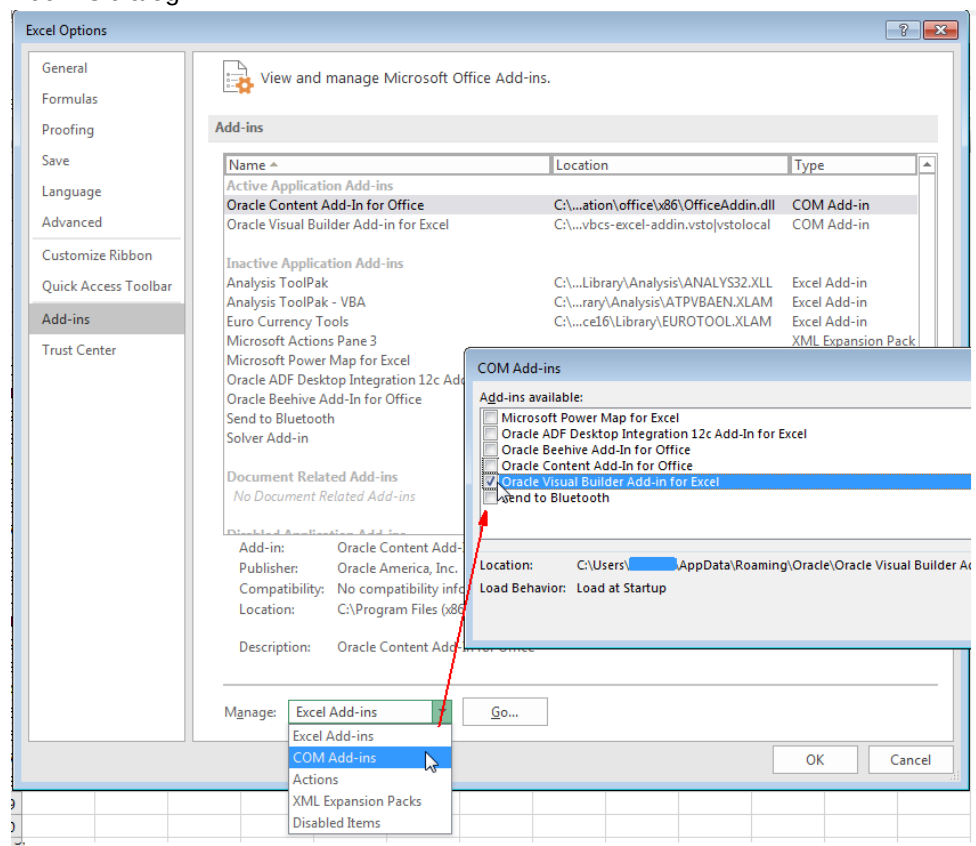 Excel Options
General
Formulas
Proofing
Save
Language
Advanced
Customize Ribbon
Quick Access Toolbar
Add-ins
Trust Center
View and manage Microsoft Office Add-ins.
Add-ins
Name Location Type
Active Application Add-ins
Oracle Content Add-In for Office C:\...ation\office\x86\OfficeAddin.dll COM Add-in
Oracle Visual Builder Add-in for Excel C:\...vbcs-excel-addin.vsto|vstolocal COM Add-in
Inactive Application Add-ins
Analysis ToolPak C:\...Library\Analysis\ANALYS32.XLL Excel Add-in
Analysis ToolPak - VBA C:\...rary\Analysis\ATPVBAEN.XLAM Excel Add-in
Euro Currency Tools C:\...ce16\Library\EUROTOOL.XLAM Excel Add-in
Microsoft Actions Pane 3 XML Expansion Pack
Microsoft Power Map for Excel
Oracle ADF Desktop Integration 12c Add
Oracle Beehive Add-In for Office
Send to Bluetooth
Solver Add-in
Document Related Add-ins
No Document Related Add-ins
Disabled Application Add-ins
Add-in: Oracle Content Add-
Publisher: Oracle America, Inc.
Compatibility: No compatibility info
Location: C:\Program Files (x86
Description: Oracle Content Add-In for Office
COM Add-ins
Add-ins available:
Microsoft Power Map for Excel
Oracle ADF Desktop Integration 12c Add-In for Excel
Oracle Beehive Add-In for Office
Oracle Content Add-In for Office
Oracle Visual Builder Add-in for Excel
Send to Bluetooth
Location: C:\Users\ \AppData\Roaming\Oracle\Oracle Visual Builder Ad
Load Behavior: Load at Startup
Manage: Excel Add-ins Go...
Excel Add-ins
COM Add-ins
Actions
XML Expansion Packs
Disabled Items
OK Cancel